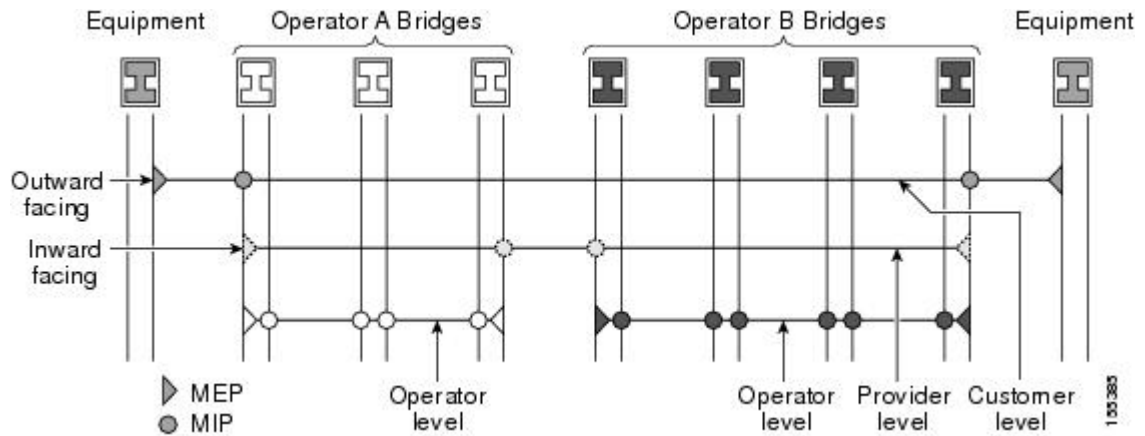 Equipment
Operator A Bridges
Operator B Bridges
Equipment
Outward
facing
Inward
facing
MEP
MIP
Operator
level
Operator
level
Provider
level
Customer
level
155385